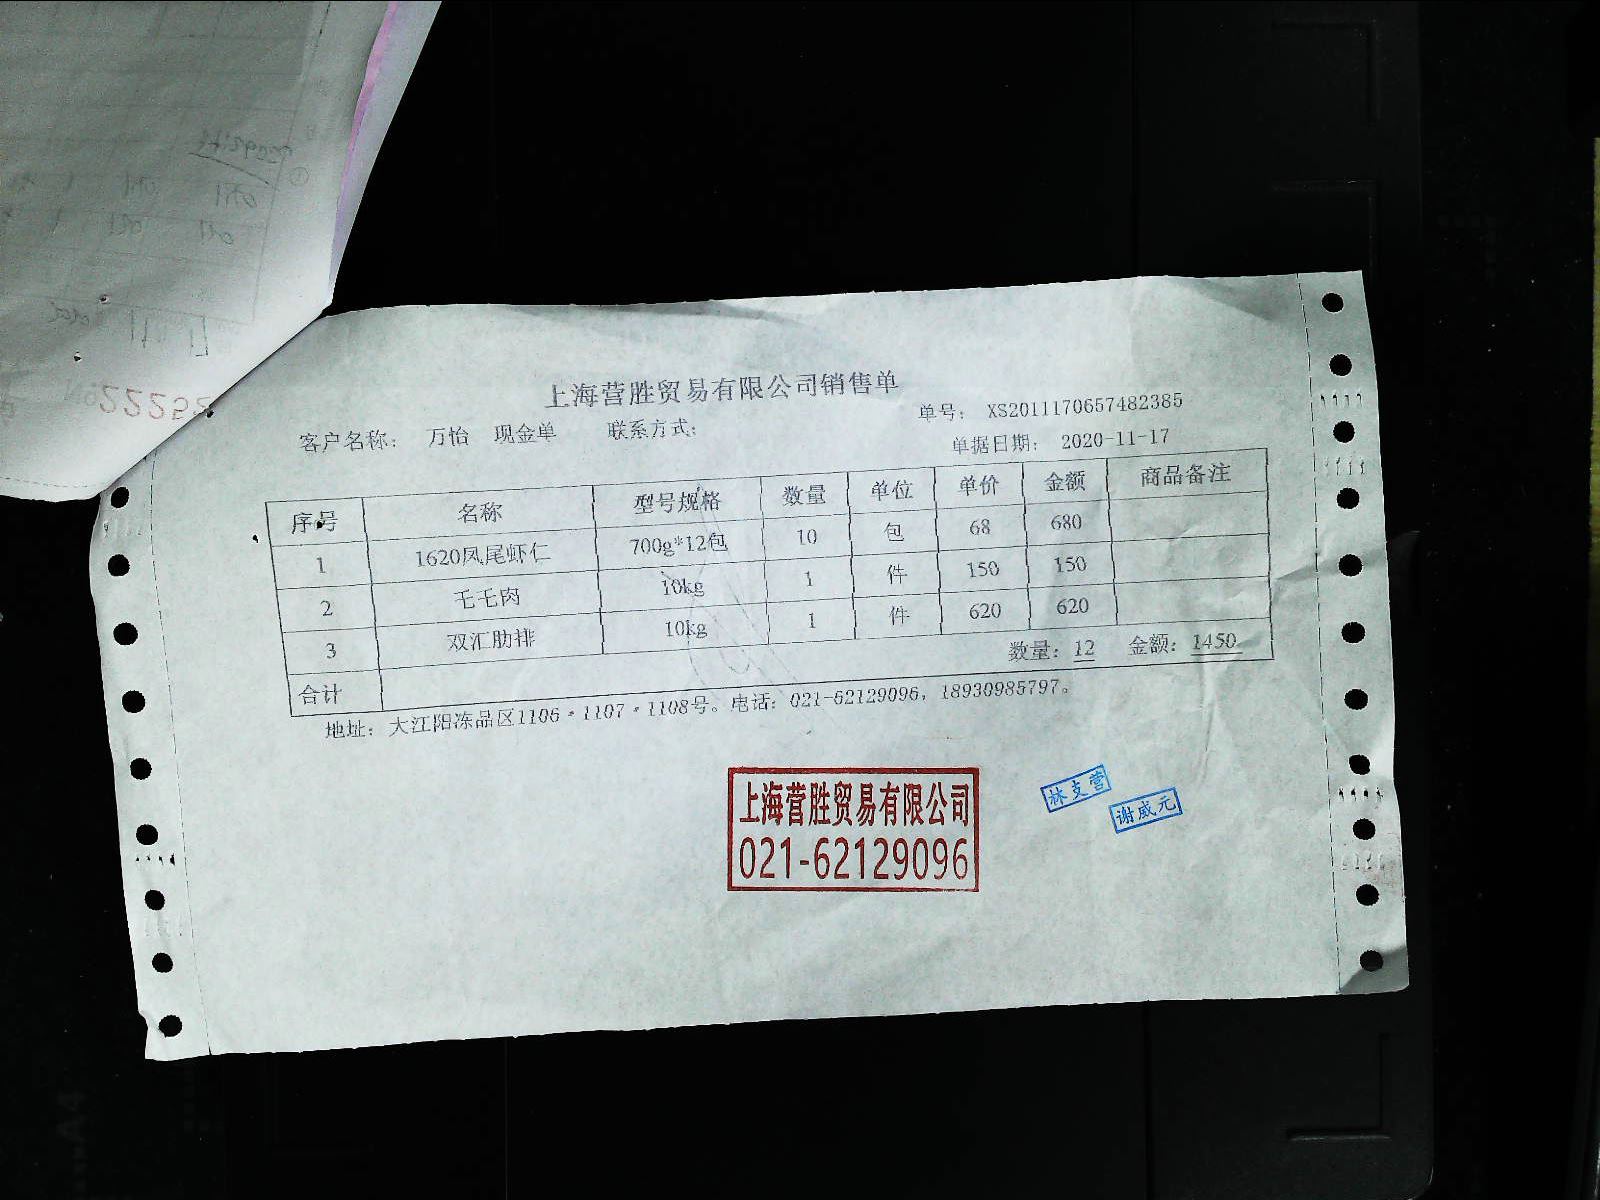 22252
上海营胜贸易有限公司销售单
客户名称： 万怡 现金单 联系方式： 单号： XS2011170657482385
单据日期： 2020-11-17
序号 名称 型号规格 数量 单位 单价 金额 商品备注
1 1620凤尾虾仁 700g*12包 10 包 68 680
2 毛毛肉 10kg 1 件 150 150
3 双汇肋排 10kg 1 件 620 620
合计 数量：12 金额：1450
地址：大江阳冻品区1106·1107·1108号。电话：021-62129096，18930985797。
上海营胜贸易有限公司
021-62129096
林支营
谢威元